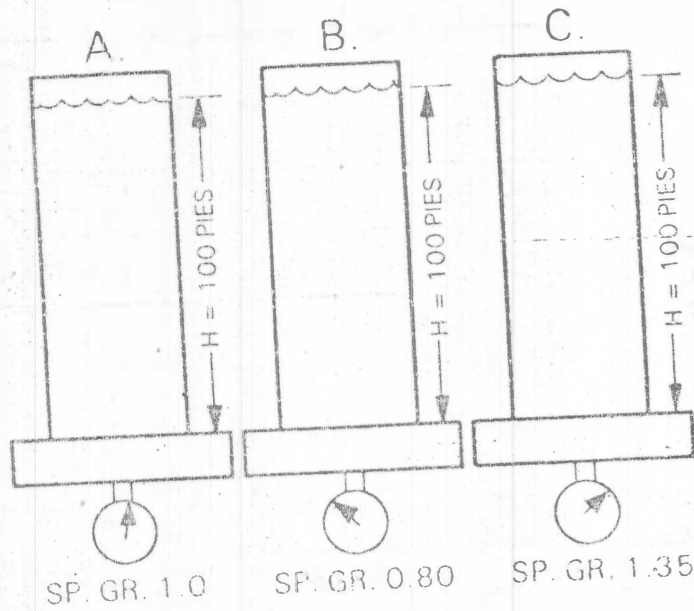 A.
B.
C.
H = 100 PIES
H = 100 PIES
H = 100 PIES
SP. GR. 1.0
SP. GR. 0.80
SP. GR. 1.35